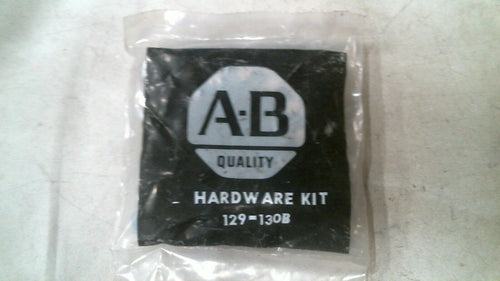 A-B
QUALITY
HARDWARE KIT
129-130B